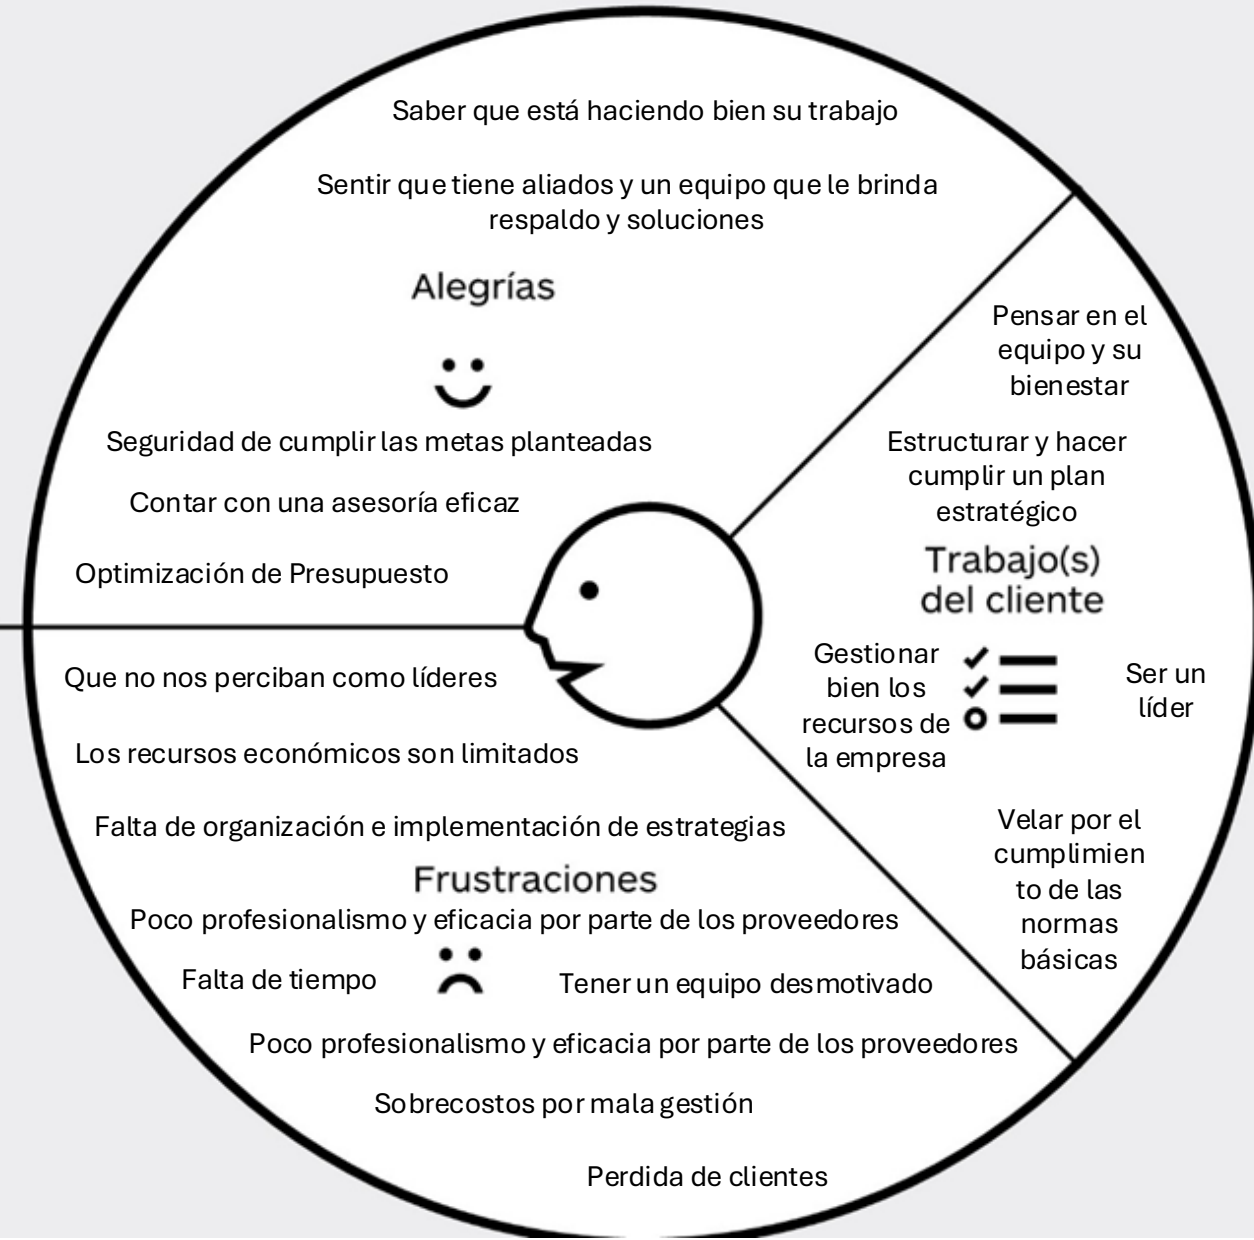 Saber que está haciendo bien su trabajo
Sentir que tiene aliados y un equipo que le brinda
respaldo y soluciones
Alegrías
Seguridad de cumplir las metas planteadas
Contar con una asesoría eficaz
Optimización de Presupuesto
Pensar en el
equipo y su
bienestar
Estructurar y hacer
cumplir un plan
estratégico
Trabajo(s)
del cliente
Gestionar
bien los
recursos de
la empresa
Ser un
líder
Velar por el
cumplimien
to de las
normas
básicas
Que no nos perciban como líderes
Los recursos económicos son limitados
Falta de organización e implementación de estrategias
Frustraciones
Poco profesionalismo y eficacia por parte de los proveedores
Falta de tiempo
Tener un equipo desmotivado
Poco profesionalismo y eficacia por parte de los proveedores
Sobrecostos por mala gestión
Perdida de clientes